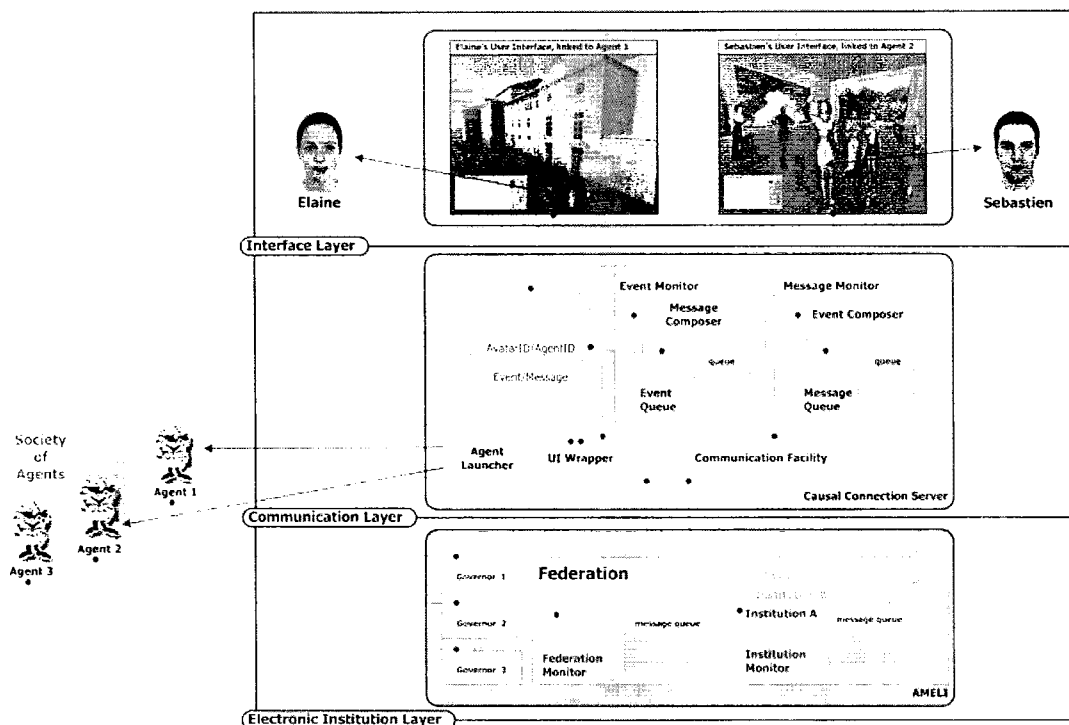 Elaine's User Interface, linked to Agent 1
Sebastien's User Interface, linked to Agent 2
Elaine
Sebastien
Interface Layer
Event Monitor
Message Monitor
Message
Composer
Event Composer
AvatarID/AgentID
queue
queue
Event/Message
Event
Queue
Message
Queue
Society
of
Agents
Agent
Launcher
UI Wrapper
Communication Facility
Agent 1
Causal Connection Server
Communication Layer
Agent 2
Agent 3
Governor 1
Federation
Institution A
message queue
message queue
Governor 2
Federation
Monitor
Institution
Monitor
Governor 3
AMELI
Electronic Institution Layer